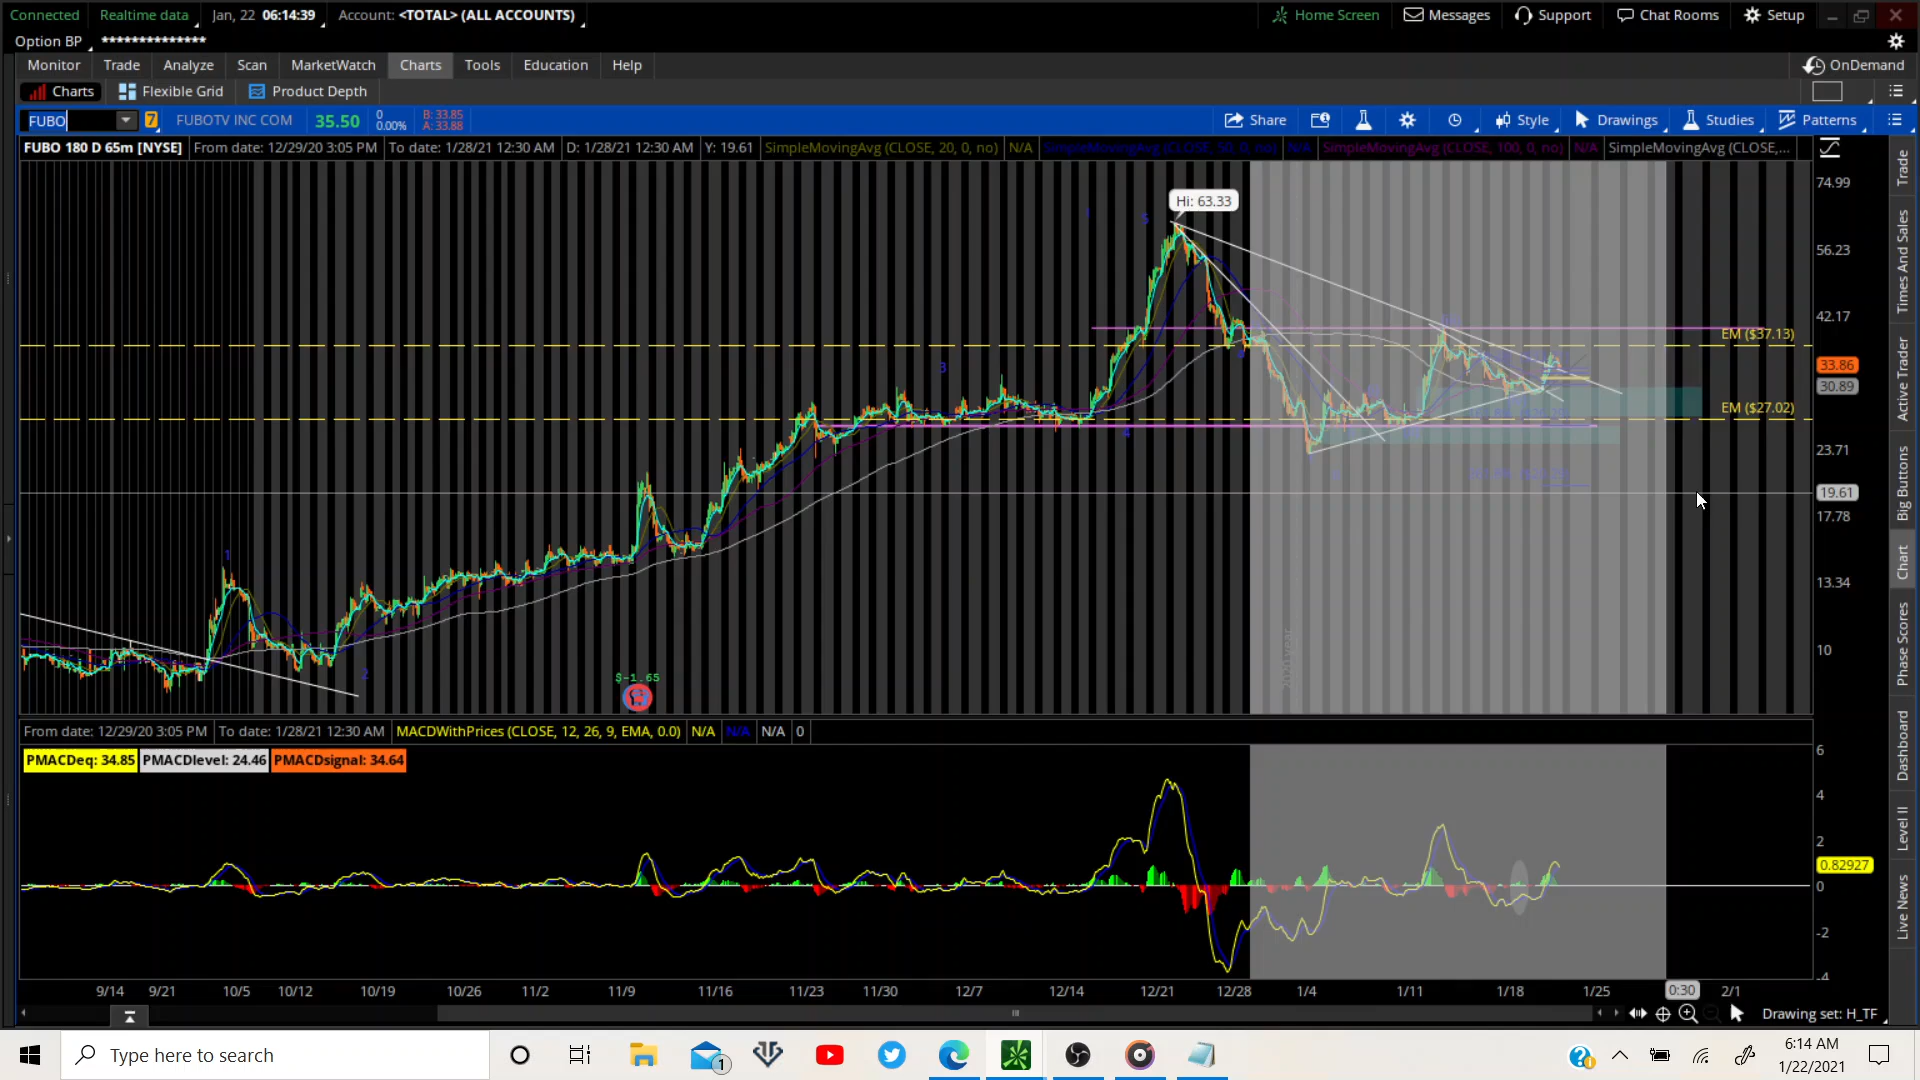 Connected Realtime data Jan, 22 06:14:39 Account: <TOTAL> (ALL ACCOUNTS) Home Screen Messages Support Chat Rooms Setup
Option BP **************
Monitor Trade Analyze Scan MarketWatch Charts Tools Education Help OnDemand
Charts Flexible Grid Product Depth
FUBO 7 FUBOTV INC COM 35.50 0 B: 33.85 Share Style Drawings Studies Patterns
0.00% A: 33.88
FUBO 180 D 65m [NYSE] From date: 12/29/20 3:05 PM To date: 1/28/21 12:30 AM D: 1/28/21 12:30 AM Y: 19.61 SimpleMovingAvg (CLOSE, 20, 0, no) N/A SimpleMovingAvg (CLOSE, 50, 0, no) N/A SimpleMovingAvg (CLOSE, 100, 0, no) N/A SimpleMovingAvg (CLOSE,...
74.99
Hi: 63.33
1
5
56.23
42.17
EM ($37.13)
33.86
3
30.89
EM ($27.02)
4
23.71
19.61
17.78
1
13.34
10
2
$-1.65
From date: 12/29/20 3:05 PM To date: 1/28/21 12:30 AM MACDWithPrices (CLOSE, 12, 26, 9, EMA, 0.0) N/A N/A N/A 0
PMACDeq: 34.85 PMACDlevel: 24.46 PMACDsignal: 34.64
6
4
2
0.82927
0
-2
-4
9/14 9/21 10/5 10/12 10/19 10/26 11/2 11/9 11/16 11/23 11/30 12/7 12/14 12/21 12/28 1/4 1/11 1/18 1/25 0:30 2/1
Drawing set: H_TF
Trade
Times And Sales
Active Trader
Big Buttons
Chart
Phase Scores
Dashboard
Level II
Live News
Type here to search
1
6:14 AM
1/22/2021